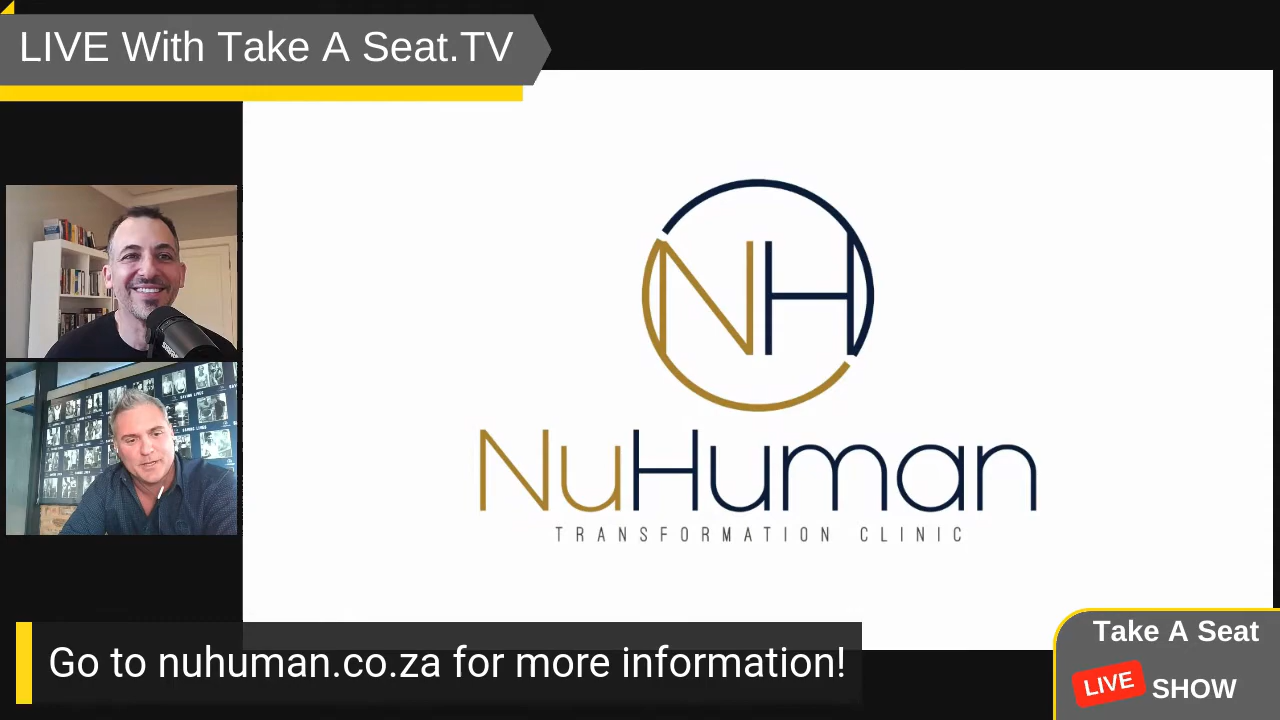 LIVE With Take A Seat.TV
NH
NuHuman
TRANSFORMATION CLINIC
Go to nuhuman.co.za for more information!
Take A Seat
LIVE SHOW